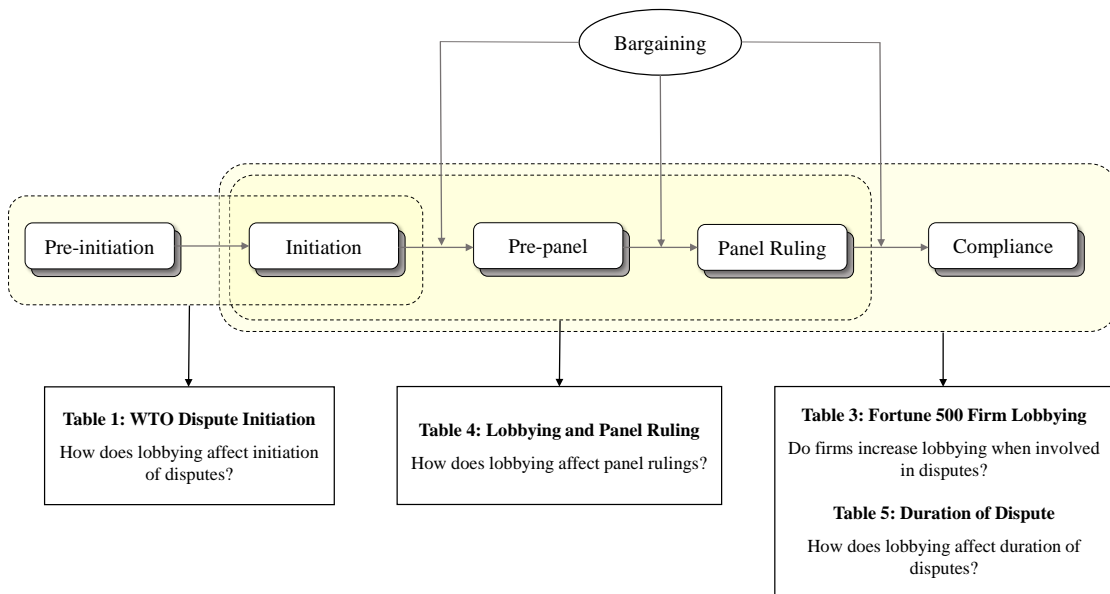 Bargaining
Pre-initiation
Initiation
Pre-panel
Panel Ruling
Compliance
Table 1: WTO Dispute Initiation
How does lobbying affect initiation
of disputes?
Table 4: Lobbying and Panel Ruling
How does lobbying affect panel rulings?
Table 3: Fortune 500 Firm Lobbying
Do firms increase lobbying when involved
in disputes?
Table 5: Duration of Dispute
How does lobbying affect duration of
disputes?